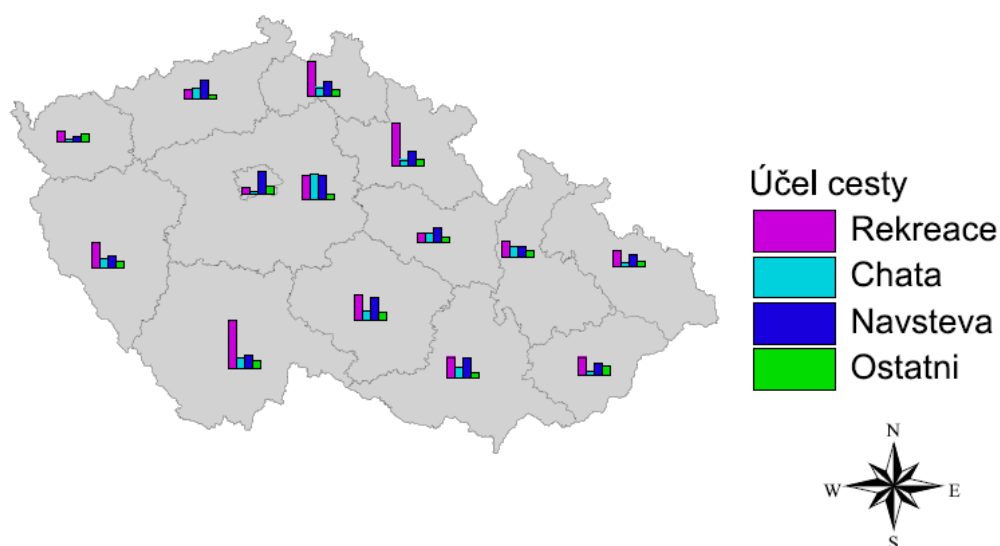 Účel cesty
Rekreace
Chata
Navsteva
Ostatni
N
W E
S